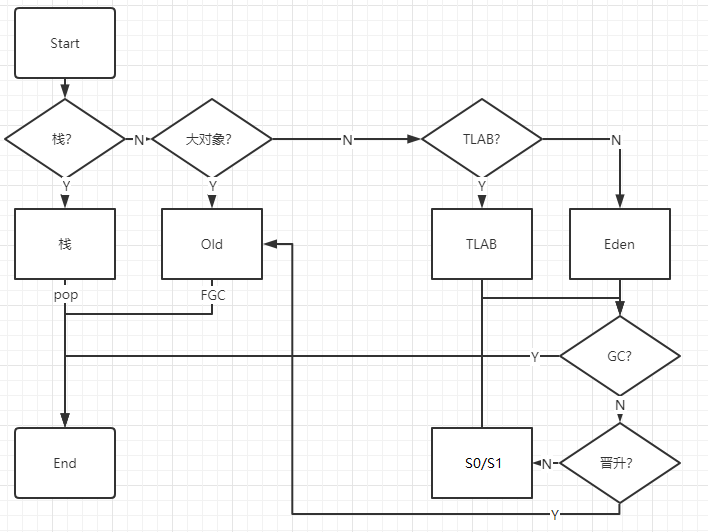 Start
栈?
N
大对象?
N
TLAB?
N
Y
Y
Y
栈
Old
TLAB
Eden
pop
FGC
Y
GC?
N
End
S0/S1
N
晋升?
Y